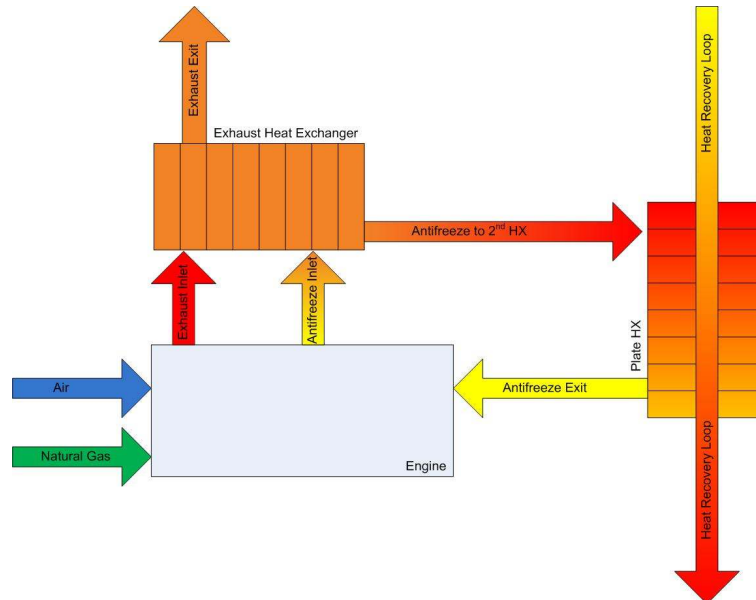 Exhaust Exit
Heat Recovery Loop
Exhaust Heat Exchanger
Antifreeze to 2nd HX
Exhaust Inlet
Antifreeze Inlet
Plate HX
Air
Antifreeze Exit
Natural Gas
Engine
Heat Recovery Loop